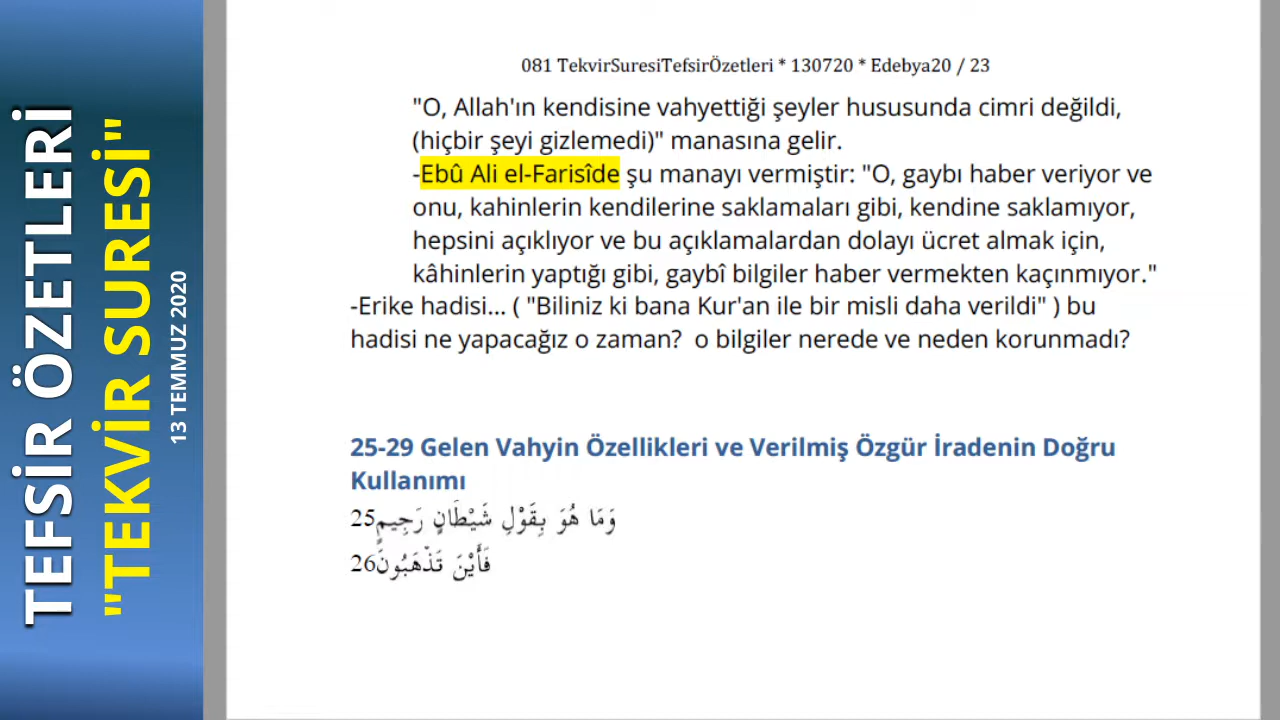 TEFSİR ÖZETLERİ
"TEKVİR SURESİ"
13 TEMMUZ 2020
081 TekvirSuresiTefsirÖzetleri * 130720 * Edebya20 / 23
"O, Allah'ın kendisine vahyettiği şeyler hususunda cimri değildi,
(hiçbir şeyi gizlemedi)" manasına gelir.
-Ebû Ali el-Farisîde şu manayı vermiştir: "O, gaybı haber veriyor ve
onu, kahinlerin kendilerine saklamaları gibi, kendine saklamıyor,
hepsini açıklıyor ve bu açıklamalardan dolayı ücret almak için,
kâhinlerin yaptığı gibi, gaybî bilgiler haber vermekten kaçınmıyor."
-Erike hadisi... ( "Biliniz ki bana Kur'an ile bir misli daha verildi" ) bu
hadisi ne yapacağız o zaman?  o bilgiler nerede ve neden korunmadı?
25-29 Gelen Vahyin Özellikleri ve Verilmiş Özgür İradenin Doğru
Kullanımı
وَمَا هُوَ بِقَوْلِ شَيْطَانٍ رَجِيمٍ25
فَأَيْنَ تَذْهَبُونَ26